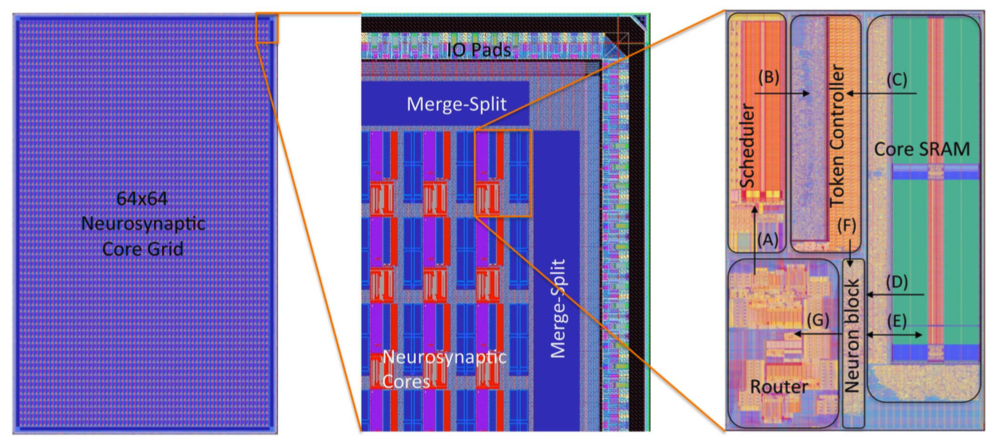 64x64
Neurosynaptic
Core Grid
IO Pads
Merge-Split
Merge-Split
Neurosynaptic
Cores
Scheduler
(B)
Token Controller
(C)
Core SRAM
(A)
(F)
(D)
(G)
Neuron block
(E)
Router